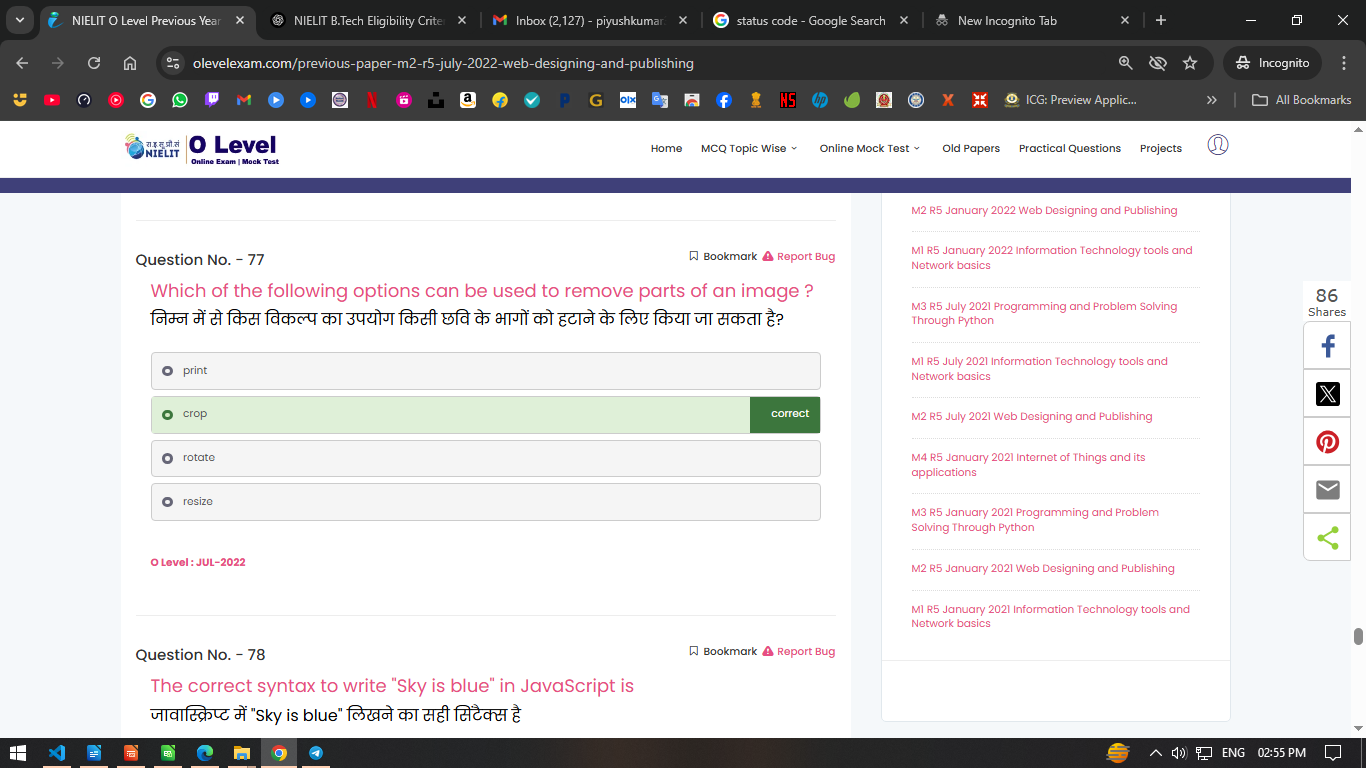 NIELIT O Level Previous Year
NIELIT B.Tech Eligibility Criter
Inbox (2,127) - piyushkumar
status code - Google Search
New Incognito Tab
olevelexam.com/previous-paper-m2-r5-july-2022-web-designing-and-publishing
Incognito
ICG: Preview Applic...
All Bookmarks
रा.इ.सू.प्रौ.सं
NIELIT
O Level
Online Exam | Mock Test
Home
MCQ Topic Wise
Online Mock Test
Old Papers
Practical Questions
Projects
Question No. - 77
Bookmark
Report Bug
Which of the following options can be used to remove parts of an image ?
निम्न में से किस विकल्प का उपयोग किसी छवि के भागों को हटाने के लिए किया जा सकता है?
print
crop
correct
rotate
resize
O Level : JUL-2022
Question No. - 78
Bookmark
Report Bug
The correct syntax to write "Sky is blue" in JavaScript is
जावास्क्रिप्ट में "Sky is blue" लिखने का सही सिंटैक्स है
M2 R5 January 2022 Web Designing and Publishing
M1 R5 January 2022 Information Technology tools and
Network basics
M3 R5 July 2021 Programming and Problem Solving
Through Python
M1 R5 July 2021 Information Technology tools and
Network basics
M2 R5 July 2021 Web Designing and Publishing
M4 R5 January 2021 Internet of Things and its
applications
M3 R5 January 2021 Programming and Problem
Solving Through Python
M2 R5 January 2021 Web Designing and Publishing
M1 R5 January 2021 Information Technology tools and
Network basics
86
Shares
ENG
02:55 PM